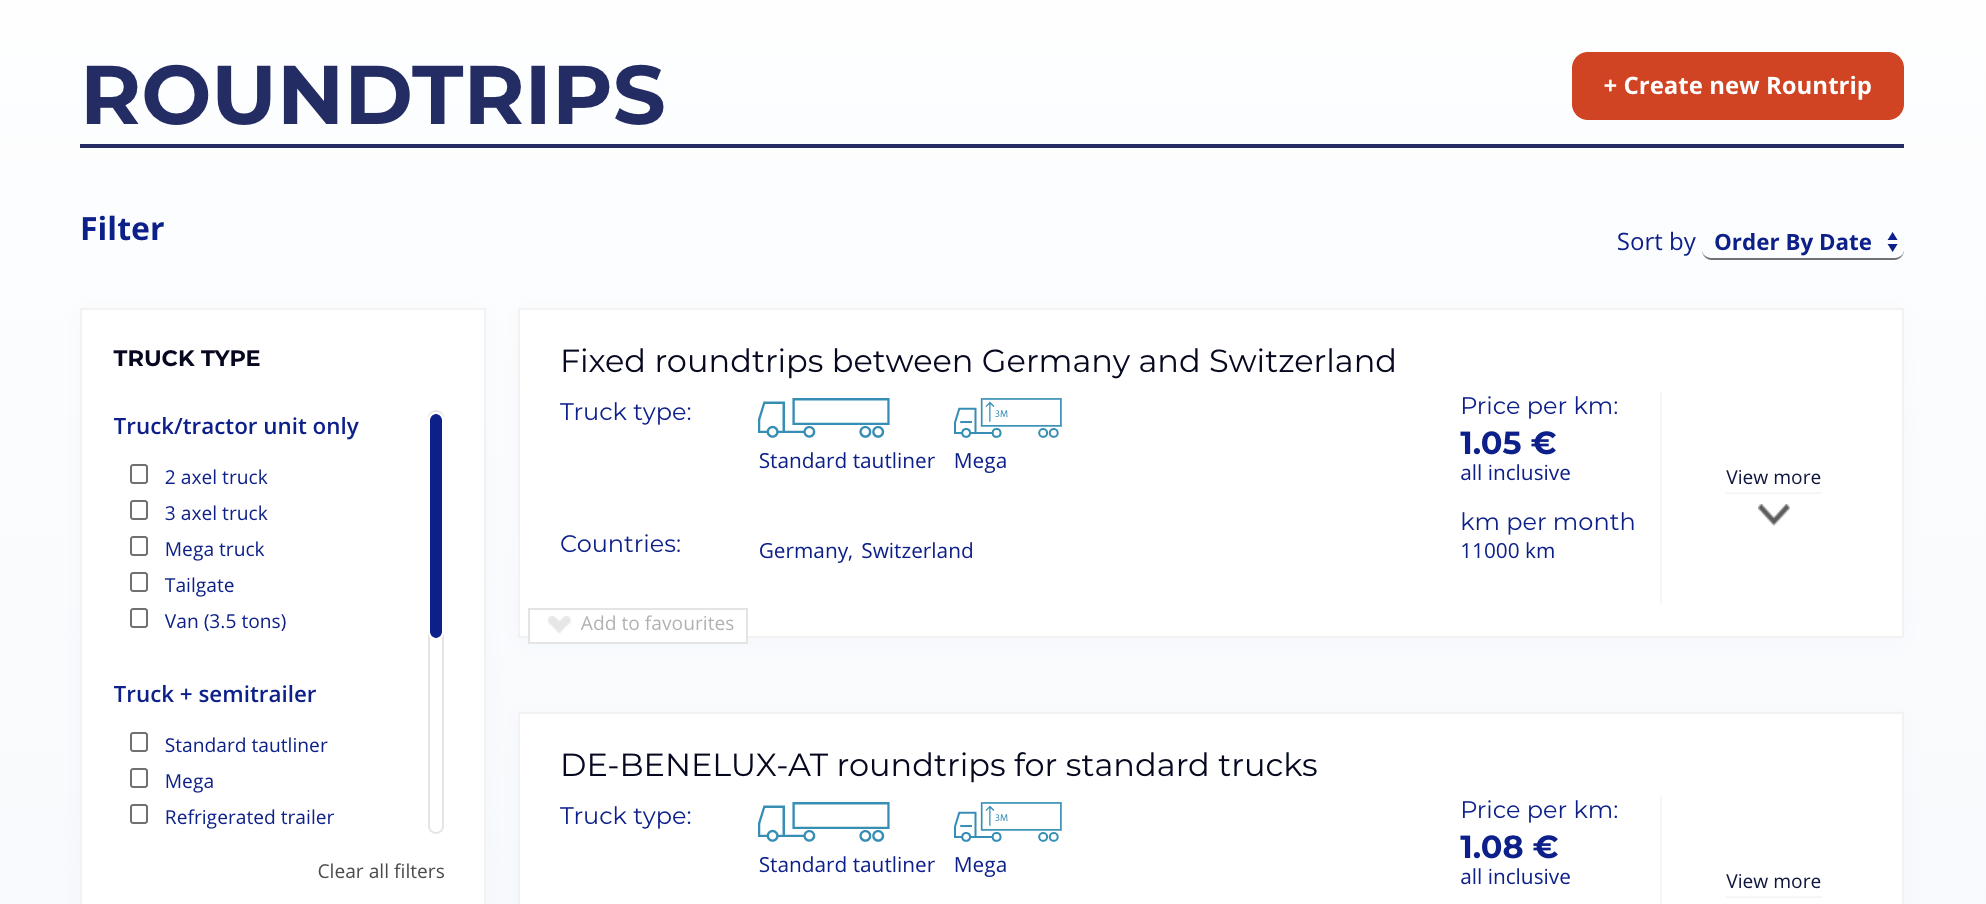 ROUNDTRIPS
+ Create new Rountrip
Filter
Sort by Order By Date
TRUCK TYPE
Truck/tractor unit only
2 axel truck
3 axel truck
Mega truck
Tailgate
Van (3.5 tons)
Truck + semitrailer
Standard tautliner
Mega
Refrigerated trailer
Clear all filters
Fixed roundtrips between Germany and Switzerland
Truck type:
3M
Standard tautliner Mega
Countries: Germany, Switzerland
Price per km:
1.05 €
all inclusive
km per month
11000 km
View more
Add to favourites
DE-BENELUX-AT roundtrips for standard trucks
Truck type:
3M
Standard tautliner Mega
Price per km:
1.08 €
all inclusive
View more